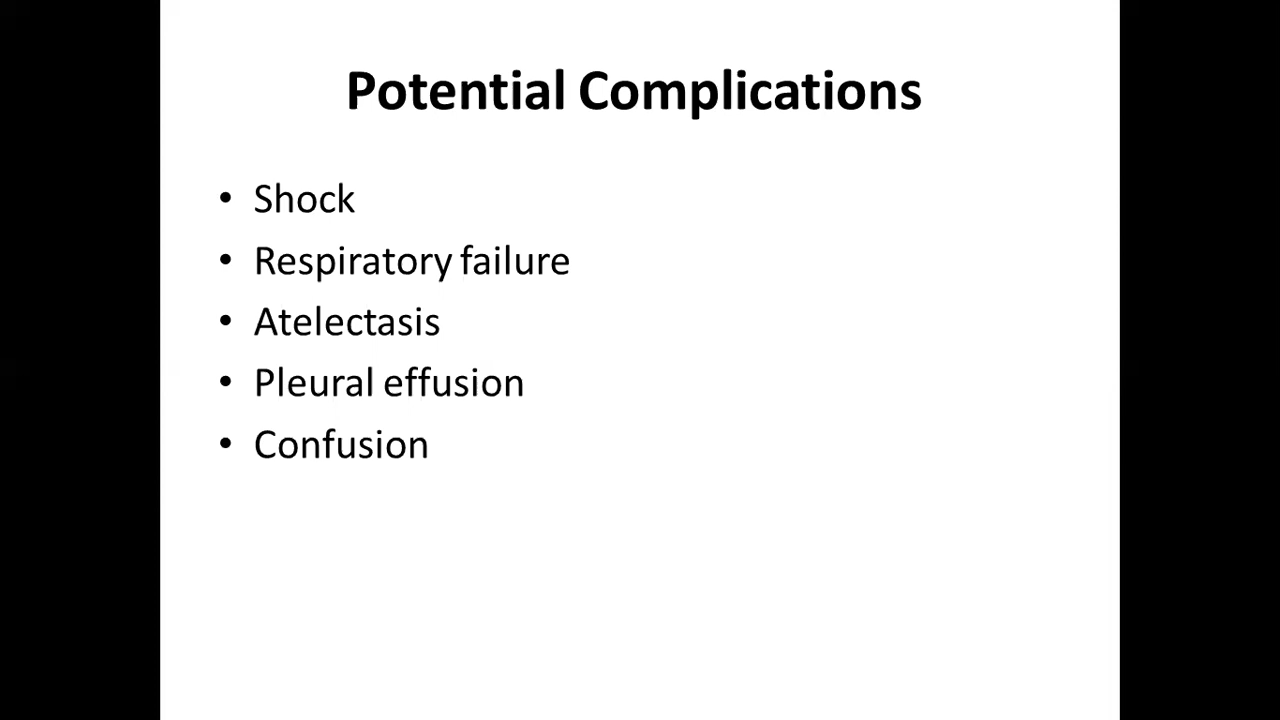 Potential Complications
• Shock
• Respiratory failure
• Atelectasis
• Pleural effusion
• Confusion